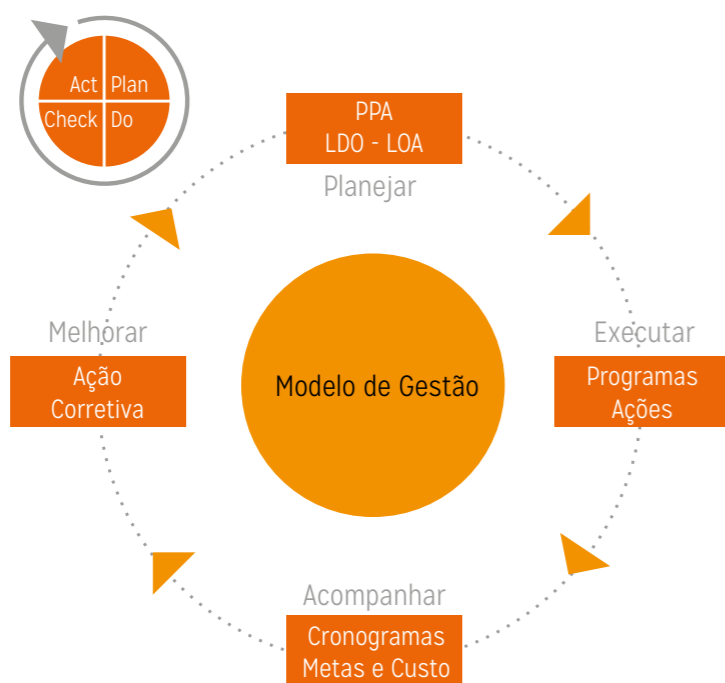 Act Plan
Check Do
PPA
LDO - LOA
Planejar
Melhorar
Ação
Corretiva
Modelo de Gestão
Executar
Programas
Ações
Acompanhar
Cronogramas
Metas e Custo